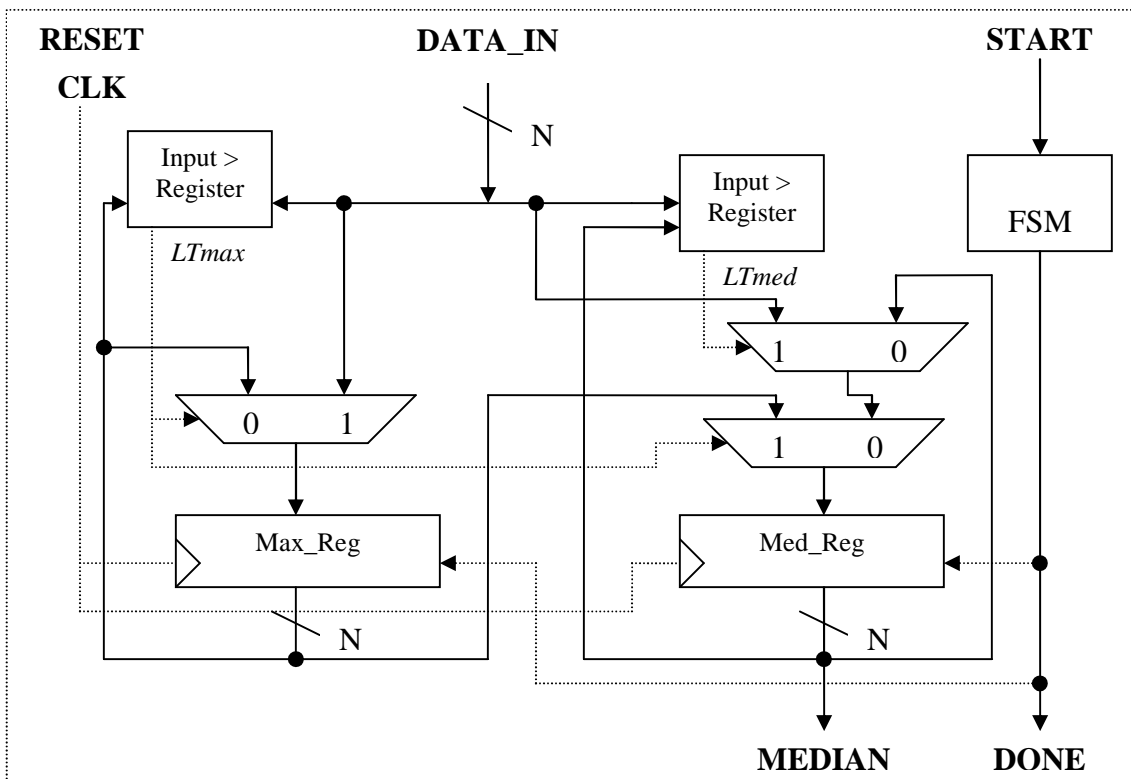 RESET
DATA_IN
START
CLK
N
Input >
Register
Input >
Register
FSM
LTmax
LTmed
1
0
0
1
1
0
Max_Reg
Med_Reg
N
N
MEDIAN
DONE